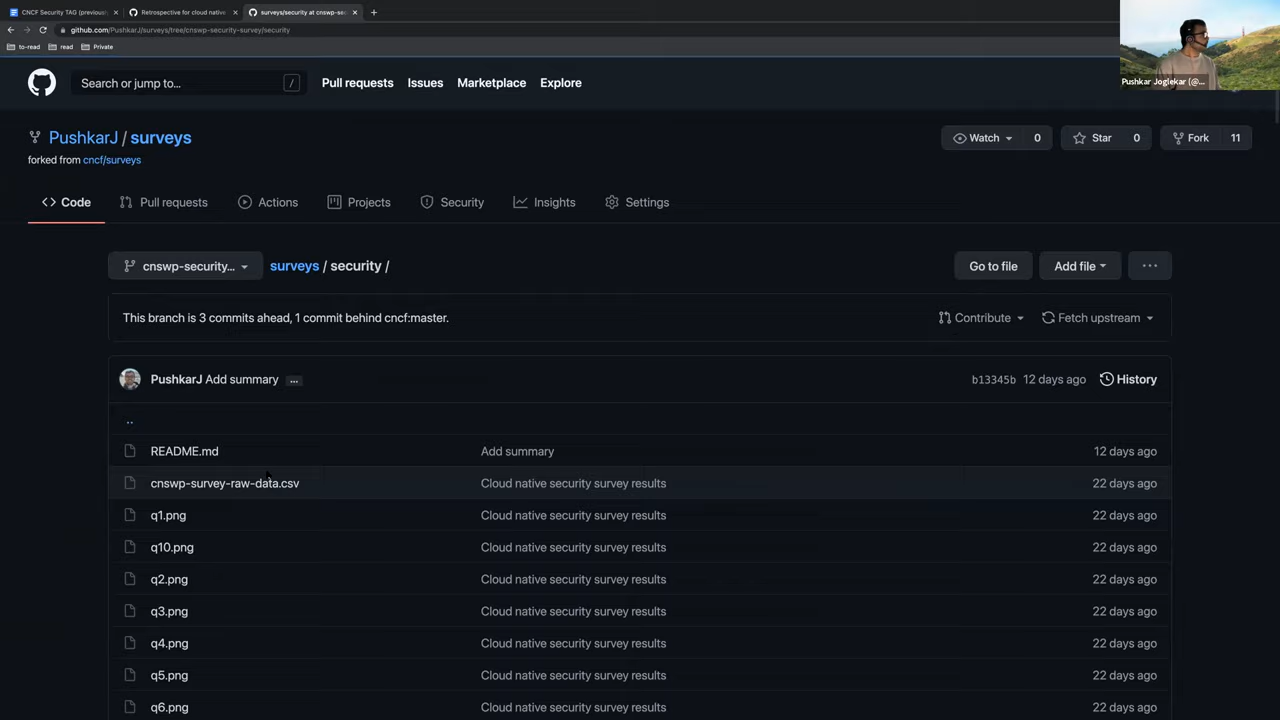 CNCF Security TAG (previous
Retrospective for cloud native
surveys/security at cnswp-sec
github.com/PushkarJ/surveys/tree/cnswp-security-survey/security
to-read
read
Private
Pushkar Joglekar (@...
Search or jump to...
/
Pull requests
Issues
Marketplace
Explore
PushkarJ / surveys
Watch
0
Star
0
Fork
11
forked from cncf/surveys
Code
Pull requests
Actions
Projects
Security
Insights
Settings
cnswp-security...
surveys / security /
Go to file
Add file
...
This branch is 3 commits ahead, 1 commit behind cncf:master.
Contribute
Fetch upstream
PushkarJ Add summary
...
b13345b 12 days ago
History
..
README.md
Add summary
12 days ago
cnswp-survey-raw-data.csv
Cloud native security survey results
22 days ago
q1.png
Cloud native security survey results
22 days ago
q10.png
Cloud native security survey results
22 days ago
q2.png
Cloud native security survey results
22 days ago
q3.png
Cloud native security survey results
22 days ago
q4.png
Cloud native security survey results
22 days ago
q5.png
Cloud native security survey results
22 days ago
q6.png
Cloud native security survey results
22 days ago